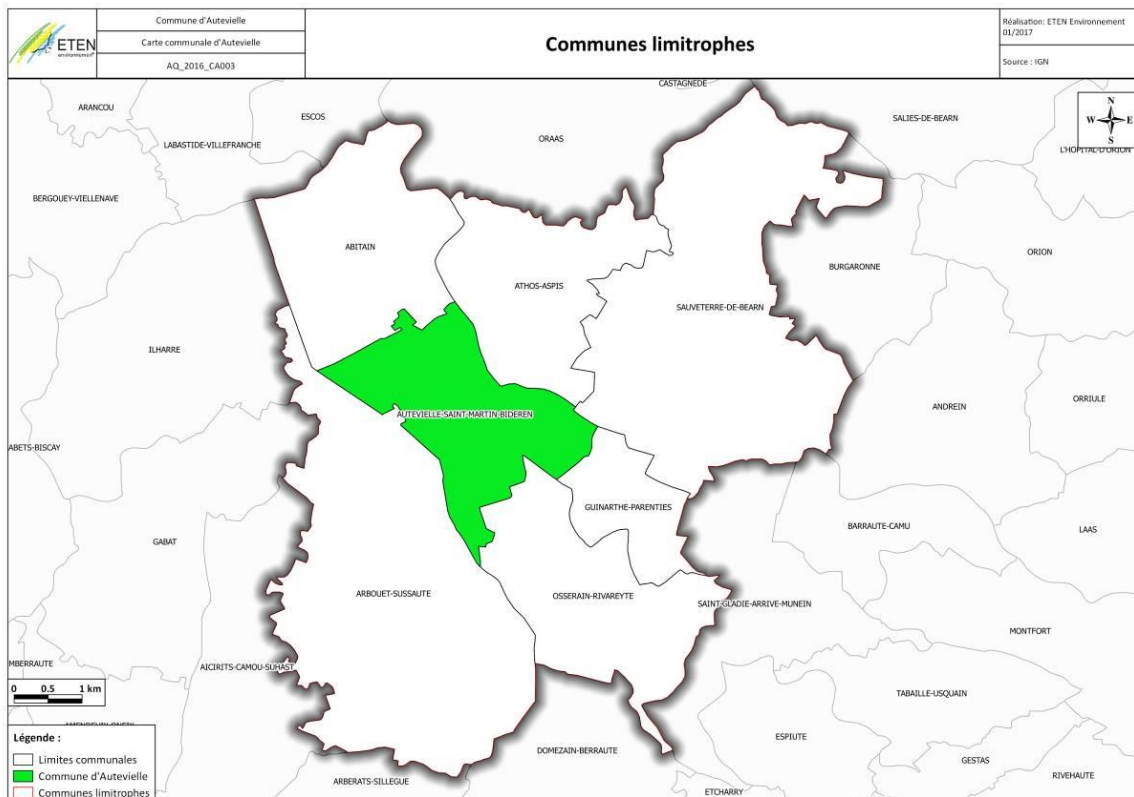 ETEN
environnement
Commune d'Autevielle
Carte communale d'Autevielle
AQ_2016_CA003
Communes limitrophes
Réalisation: ETEN Environnement
01/2017
Source : IGN
CASTAGNEDE
ARANCOU
ESCOS
ORAAS
SALIES-DE-BEARN
N
W E
S
LABASTIDE-VILLEFRANCHE
L'HOPITAL-D'ORION
BERGOUEY-VIELLENAVE
ABITAIN
ORION
BURGARONNE
ATHOS-ASPIS
SAUVETERRE-DE-BEARN
ILHARRE
ANDREIN
ORRIULE
AUTEVIELLE-SAINT-MARTIN-BIDEREN
ABETS-BISCAY
GUINARTHE-PARENTIES
BARRAUTE-CAMU
LAAS
GABAT
ARBOUET-SUSSAUTE
OSSERAIN-RIVAREYTE
SAINT-GLADIE-ARRIVE-MUNEIN
MONTFORT
MBERRAUTE
AICIRITS-CAMOU-SUHAST
0 0.5 1 km
TABAILLE-USQUAIN
ESPIUTE
DOMEZAIN-BERRAUTE
GESTAS
RIVEHAUTE
ARBERATS-SILLEGUE
ETCHARRY
Légende :
Limites communales
Commune d'Autevielle
Communes limitrophes